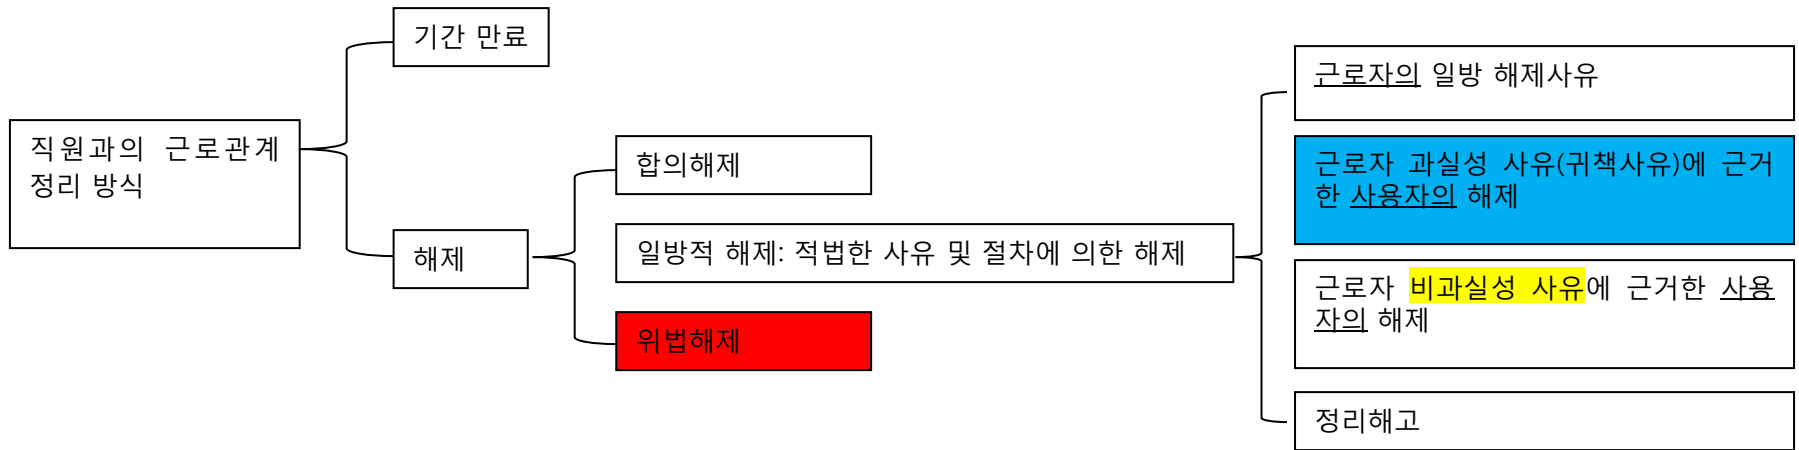 기간 만료
직원과의 근로관계
정리 방식
해제
합의해제
일방적 해제: 적법한 사유 및 절차에 의한 해제
위법해제
근로자의 일방 해제사유
근로자 과실성 사유(귀책사유)에 근거
한 사용자의 해제
근로자 비과실성 사유에 근거한 사용
자의 해제
정리해고